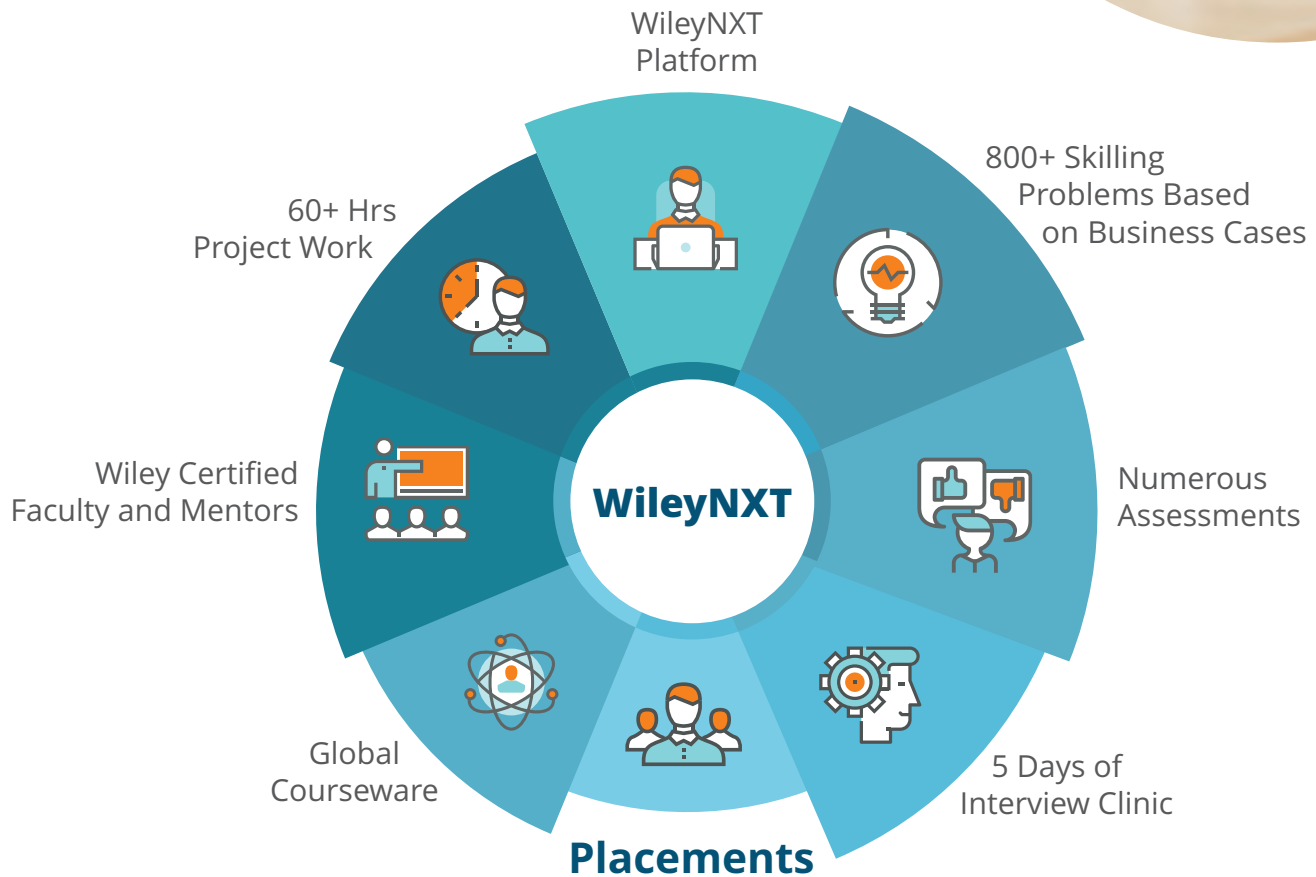 WileyNXT
Platform
800+ Skilling
Problems Based
on Business Cases
60+ Hrs
Project Work
Numerous
Assessments
Wiley Certified
Faculty and Mentors
WileyNXT
5 Days of
Interview Clinic
Global
Courseware
Placements